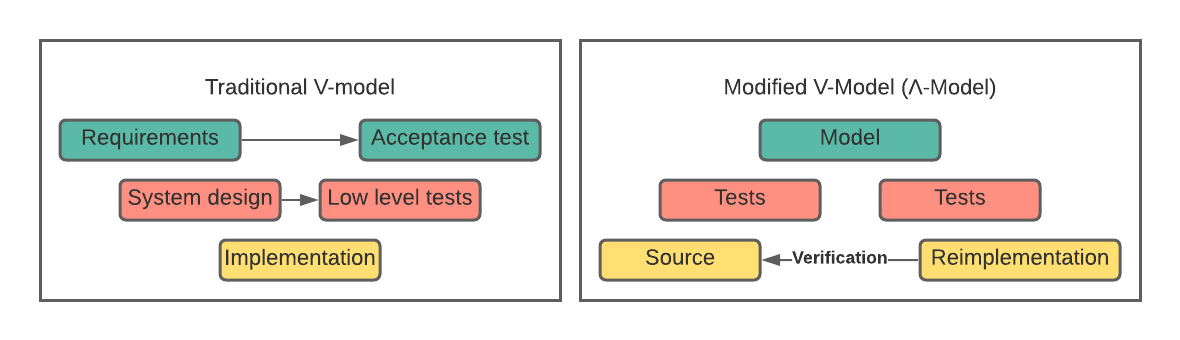 Traditional V-model
Requirements
Acceptance test
System design
Low level tests
Implementation
Modified V-Model (Λ-Model)
Model
Tests
Tests
Source
Verification
Reimplementation